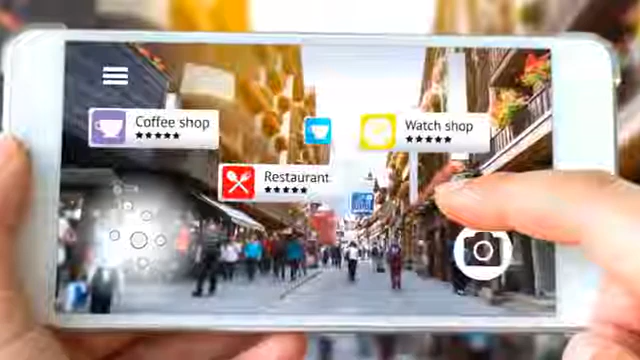 Coffee shop
★★★★★
Watch shop
★★★★★
Restaurant
★★★★★